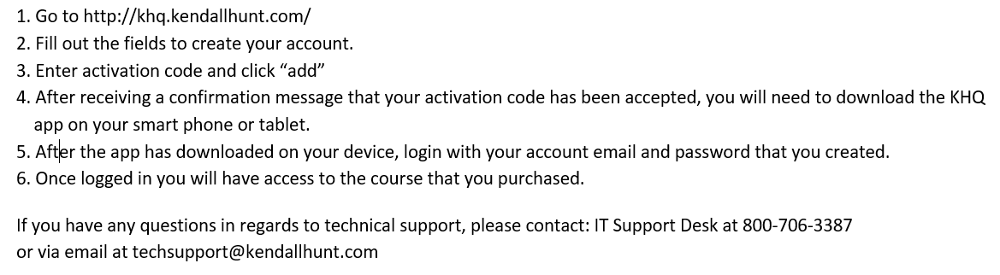 1. Go to http://khq.kendallhunt.com/
2. Fill out the fields to create your account.
3. Enter activation code and click “add”
4. After receiving a confirmation message that your activation code has been accepted, you will need to download the KHQ
app on your smart phone or tablet.
5. After the app has downloaded on your device, login with your account email and password that you created.
6. Once logged in you will have access to the course that you purchased.
If you have any questions in regards to technical support, please contact: IT Support Desk at 800-706-3387
or via email at techsupport@kendallhunt.com